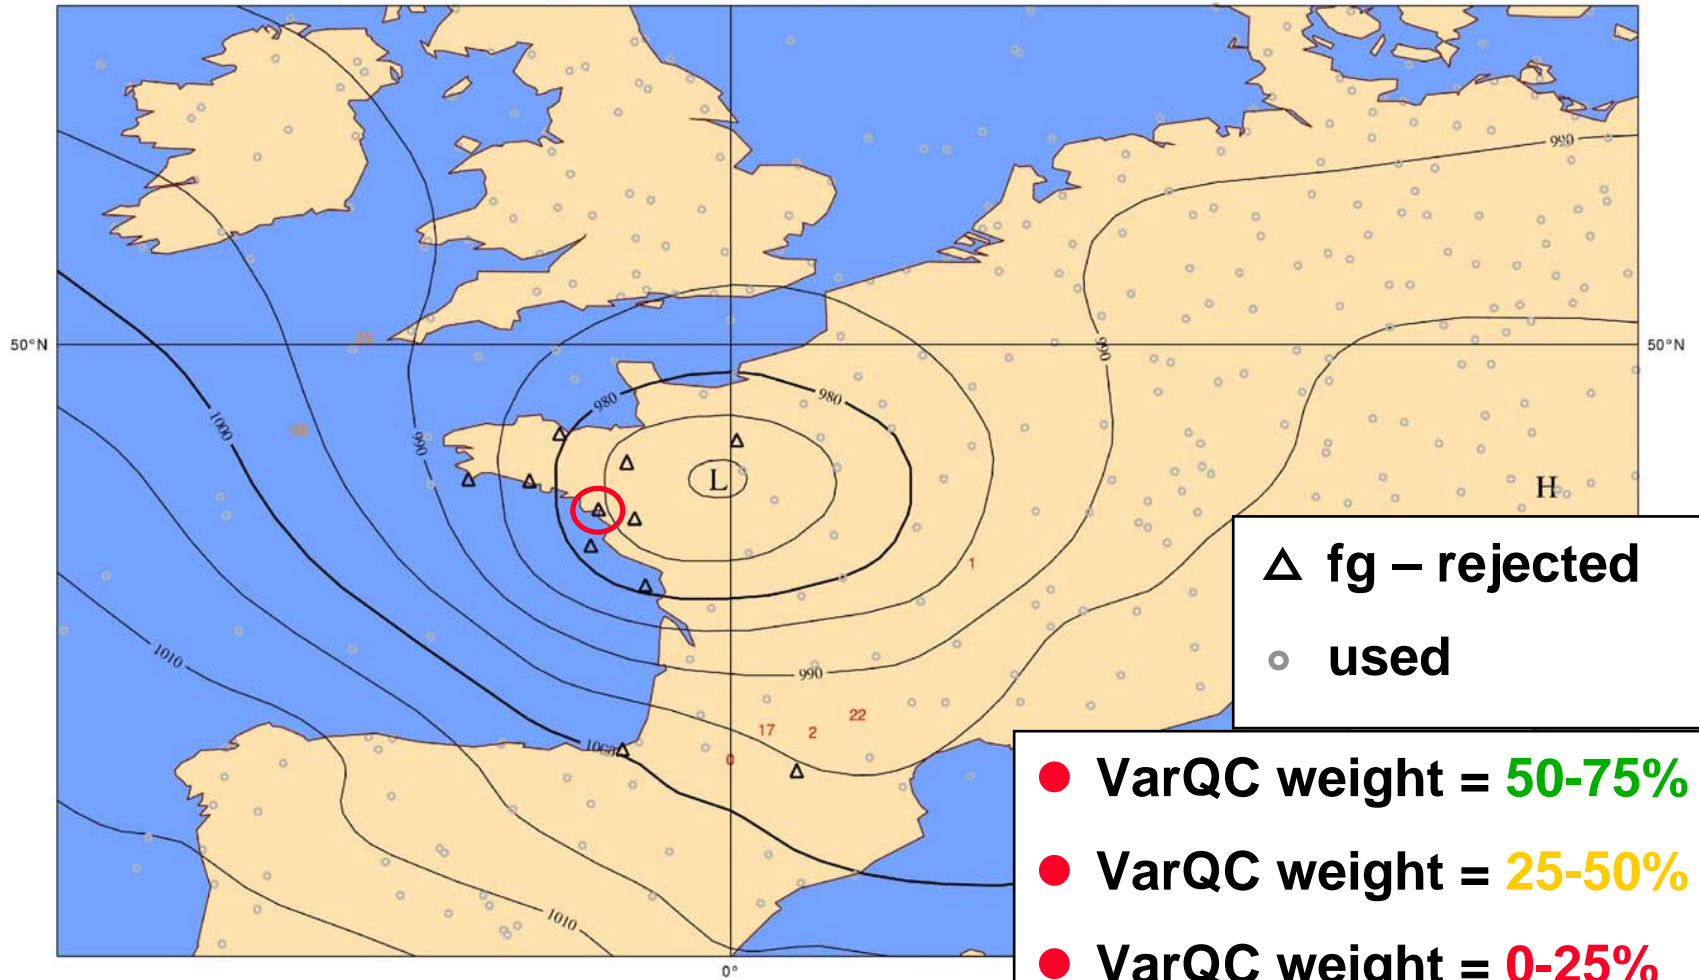 990
50°N
50°N
990
980
980
1000
990
L
H
△ fg – rejected
1
○ used
1010
990
22
17
2
0
● VarQC weight = 50-75%
● VarQC weight = 25-50%
1010
● VarQC weight = 0-25%
0°